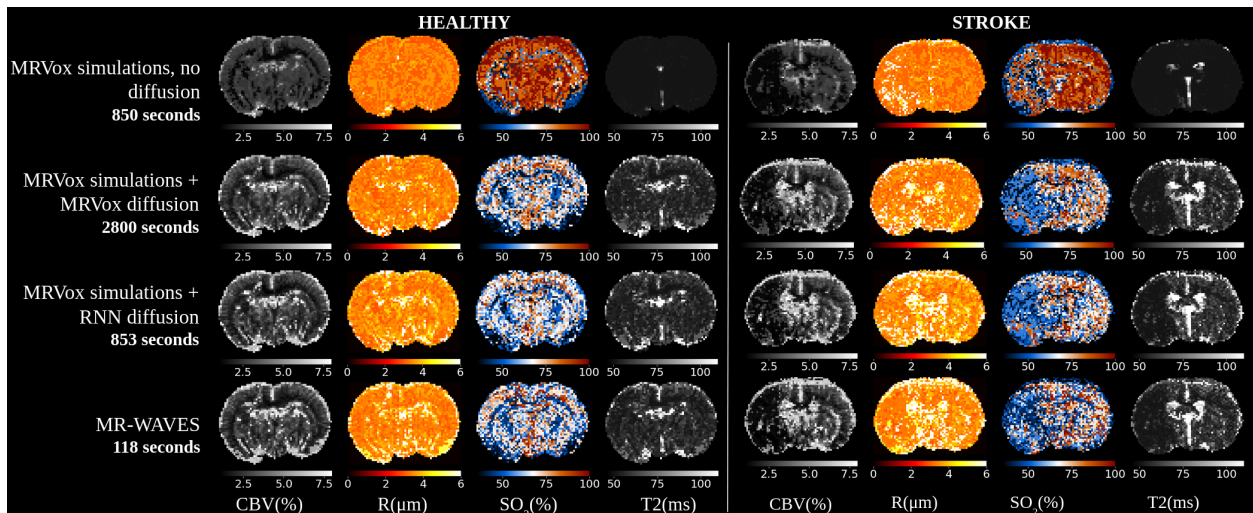 HEALTHY STROKE
MRVox simulations, no
diffusion
850 seconds
2.5 5.0 7.5 0 2 4 6 50 75 100 50 100 2.5 5.0 7.5 0 2 4 6 50 75 100 50 75 100
MRVox simulations +
MRVox diffusion
2800 seconds
2.5 5.0 7.5 0 2 4 6 50 75 100 50 100 2.5 5.0 7.5 0 2 4 6 50 75 100 50 75 100
MRVox simulations +
RNN diffusion
853 seconds
2.5 5.0 7.5 0 2 4 6 50 75 100 50 100 2.5 5.0 7.5 0 2 4 6 50 75 100 50 75 100
MR-WAVES
118 seconds
2.5 5.0 7.5 0 2 4 6 50 75 100 50 100 2.5 5.0 7.5 0 2 4 6 50 75 100 50 75 100
CBV(%) R(μm) SO₂(%) T2(ms) CBV(%) R(μm) SO₂(%) T2(ms)